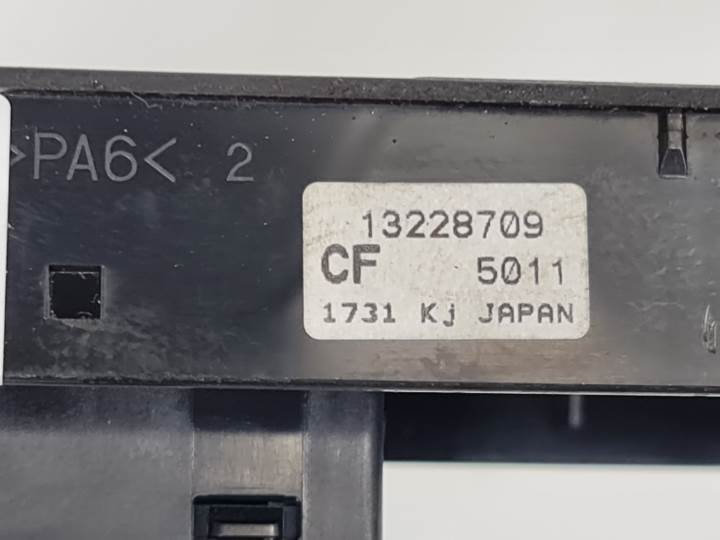 >PA6< 2
13228709
CF 5011
1731 Kj JAPAN